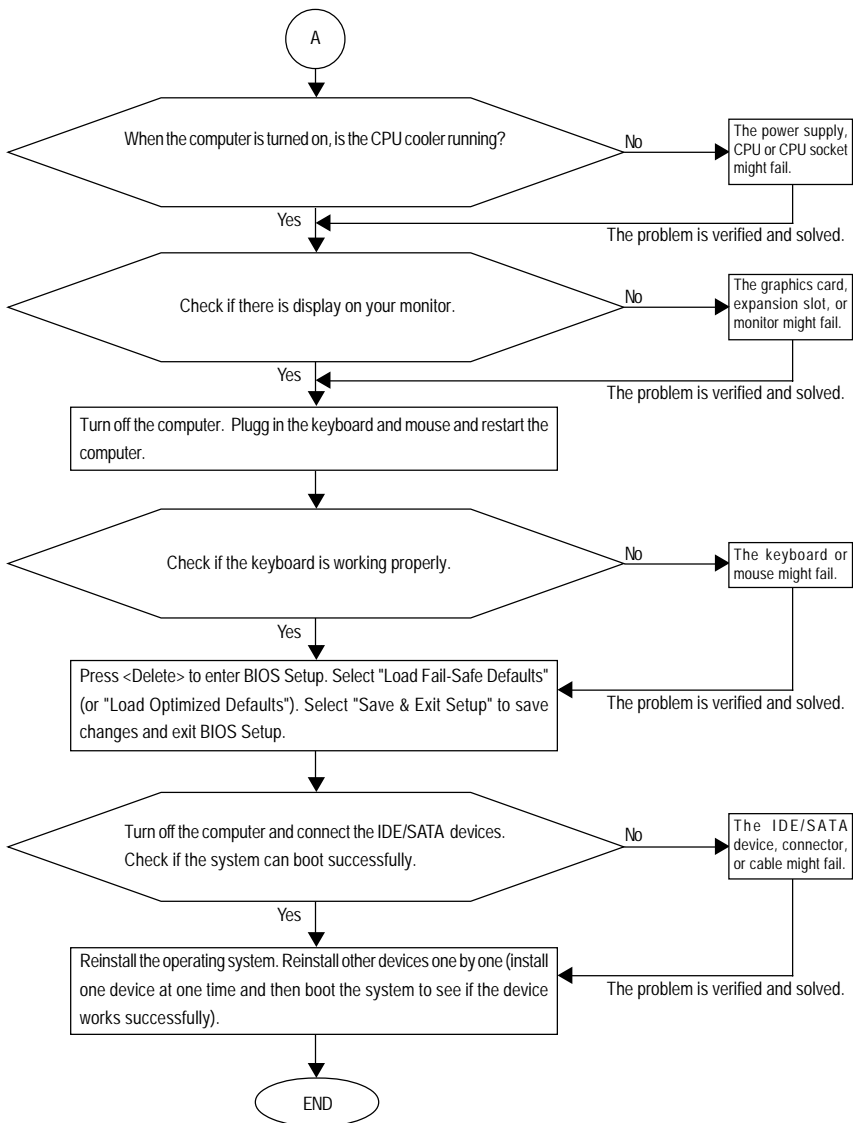 A
When the computer is turned on, is the CPU cooler running?
No
The power supply,
CPU or CPU socket
might fail.
Yes
The problem is verified and solved.
Check if there is display on your monitor.
No
The graphics card,
expansion slot, or
monitor might fail.
Yes
The problem is verified and solved.
Turn off the computer. Plugg in the keyboard and mouse and restart the
computer.
Check if the keyboard is working properly.
No
The keyboard or
mouse might fail.
Yes
Press <Delete> to enter BIOS Setup. Select "Load Fail-Safe Defaults"
(or "Load Optimized Defaults"). Select "Save & Exit Setup" to save
changes and exit BIOS Setup.
The problem is verified and solved.
Turn off the computer and connect the IDE/SATA devices.
Check if the system can boot successfully.
No
The IDE/SATA
device, connector,
or cable might fail.
Yes
Reinstall the operating system. Reinstall other devices one by one (install
one device at one time and then boot the system to see if the device
works successfully).
The problem is verified and solved.
END